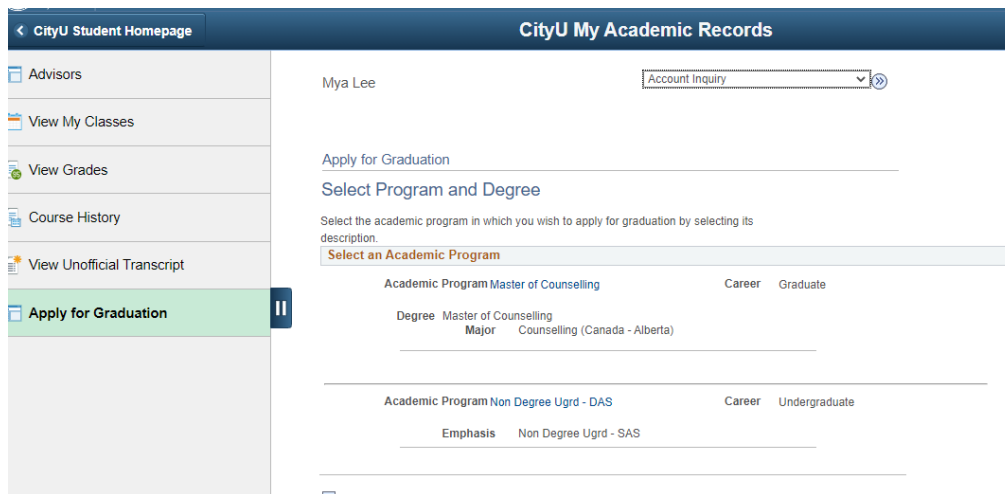 CityU Student Homepage
CityU My Academic Records
Advisors
View My Classes
View Grades
Course History
View Unofficial Transcript
Apply for Graduation
Mya Lee
Account Inquiry
Apply for Graduation
Select Program and Degree
Select the academic program in which you wish to apply for graduation by selecting its
description.
Select an Academic Program
Academic Program Master of Counselling Career Graduate
Degree Master of Counselling
Major Counselling (Canada - Alberta)
Academic Program Non Degree Ugrd - DAS Career Undergraduate
Emphasis Non Degree Ugrd - SAS